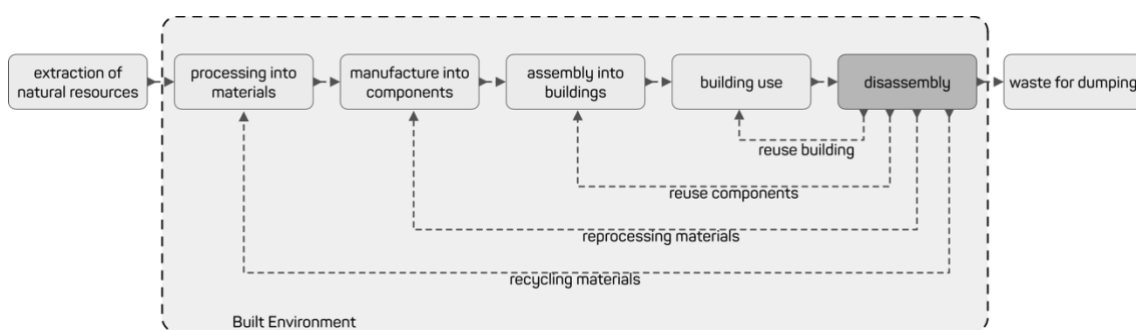 extraction of
natural resources
processing into
materials
manufacture into
components
assembly into
buildings
building use
disassembly
waste for dumping
reuse building
reuse components
reprocessing materials
recycling materials
Built Environment